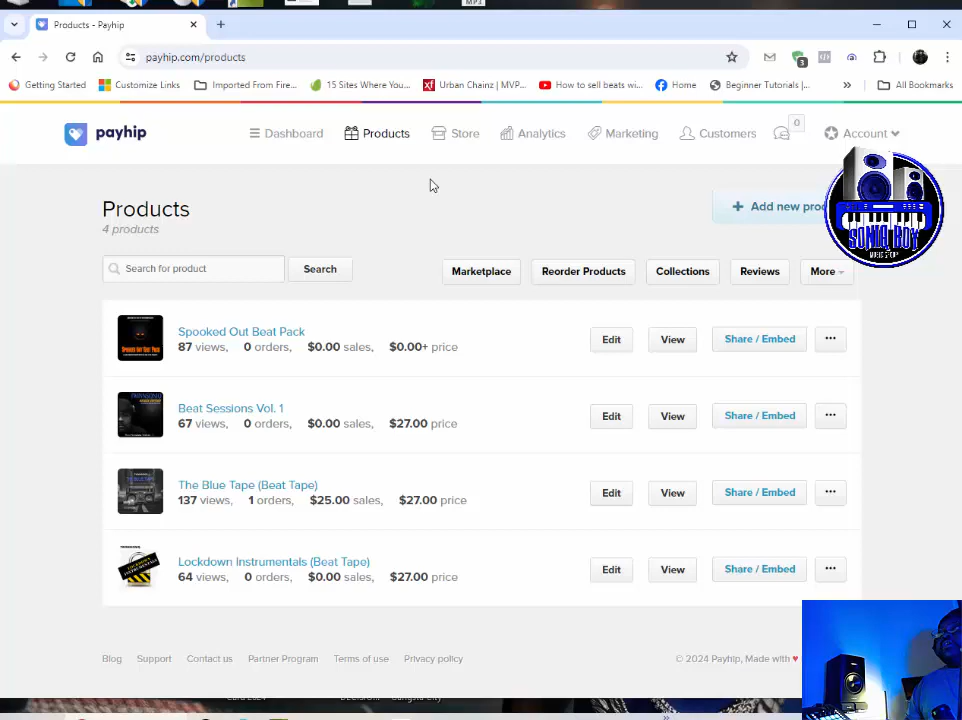 Products - Payhip
payhip.com/products
3
Getting Started
Customize Links
Imported From Fire...
15 Sites Where You...
Urban Chainz | MVP...
How to sell beats wi...
Home
Beginner Tutorials |...
All Bookmarks
payhip
Dashboard
Products
Store
Analytics
Marketing
Customers
0
Account
Products
4 products
+ Add new prod
SONIQ BOY
MUSIC SHOP
Search for product
Search
Marketplace
Reorder Products
Collections
Reviews
More
Spooked Out Beat Pack
87 views, 0 orders, $0.00 sales, $0.00+ price
Edit
View
Share / Embed
Beat Sessions Vol. 1
67 views, 0 orders, $0.00 sales, $27.00 price
Edit
View
Share / Embed
The Blue Tape (Beat Tape)
137 views, 1 orders, $25.00 sales, $27.00 price
Edit
View
Share / Embed
Lockdown Instrumentals (Beat Tape)
64 views, 0 orders, $0.00 sales, $27.00 price
Edit
View
Share / Embed
Blog
Support
Contact us
Partner Program
Terms of use
Privacy policy
© 2024 Payhip, Made with ♥